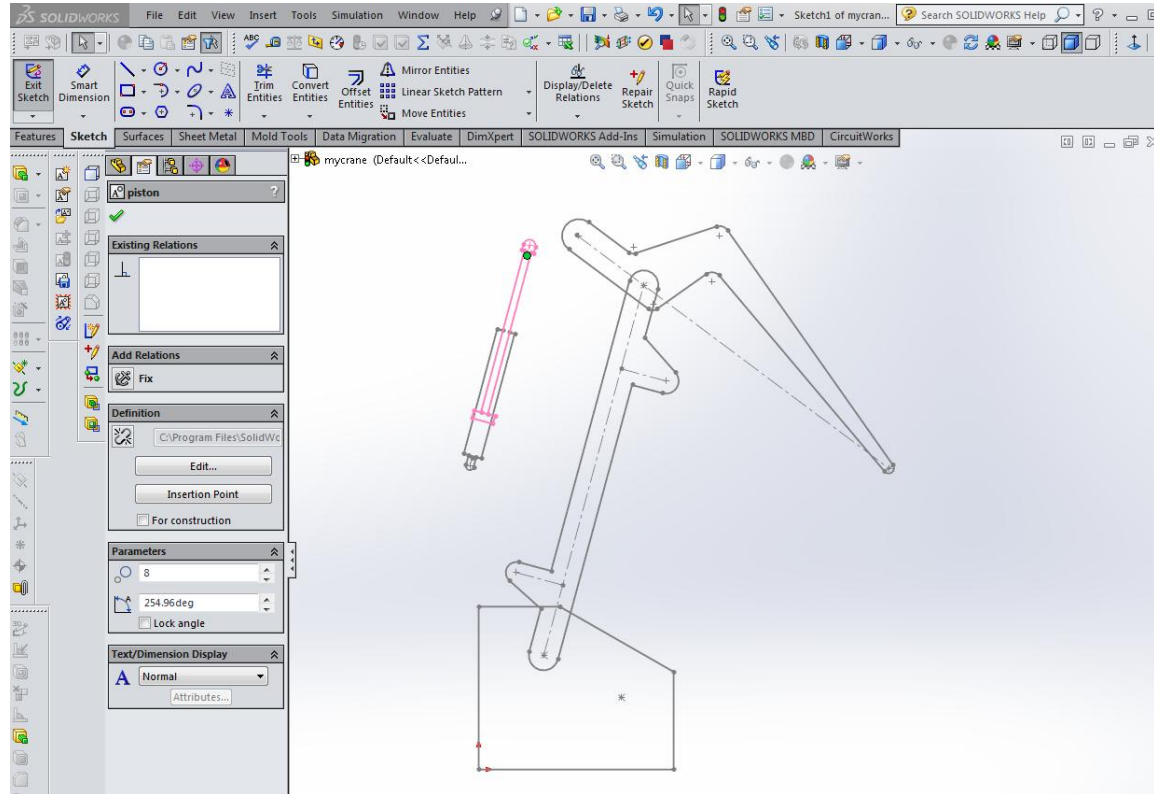 SOLIDWORKS File Edit View Insert Tools Simulation Window Help Sketch1 of mycran... Search SOLIDWORKS Help ?
Exit Sketch
Smart Dimension
Trim Entities
Convert Entities
Offset Entities
Mirror Entities
Linear Sketch Pattern
Move Entities
Display/Delete Relations
Repair Sketch
Quick Snaps
Rapid Sketch
Features Sketch Surfaces Sheet Metal Mold Tools Data Migration Evaluate DimXpert SOLIDWORKS Add-Ins Simulation SOLIDWORKS MBD CircuitWorks
mycrane (Default<<Defaul...
piston ?
Existing Relations
Add Relations
Fix
Definition
C:\Program Files\SolidWc
Edit...
Insertion Point
For construction
Parameters
8
254.96deg
Lock angle
Text/Dimension Display
A Normal
Attributes...